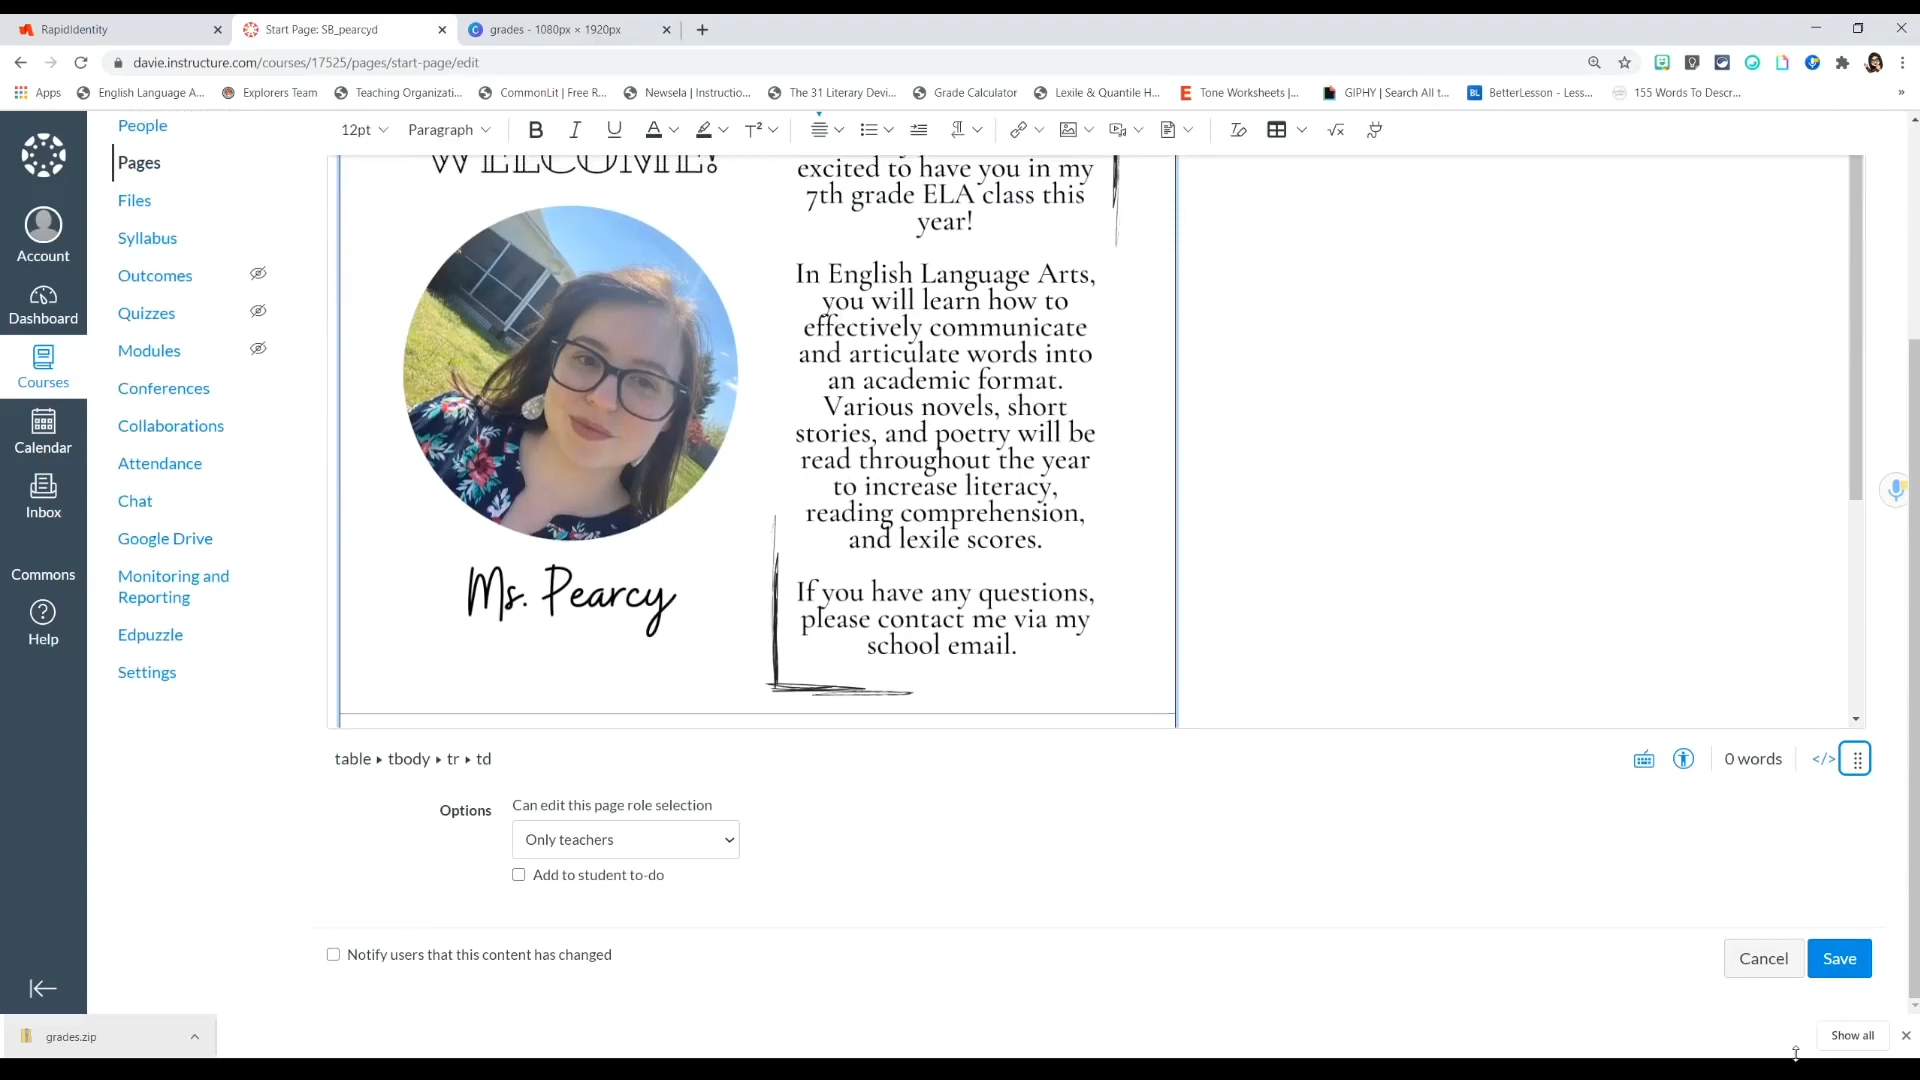 RapidIdentity
Start Page: SB_pearcyd
grades - 1080px × 1920px
davie.instructure.com/courses/17525/pages/start-page/edit
Apps
English Language A...
Explorers Team
Teaching Organizati...
CommonLit | Free R...
Newsela | Instructio...
The 31 Literary Devi...
Grade Calculator
Lexile & Quantile H...
Tone Worksheets |...
GIPHY | Search All t...
BetterLesson - Less...
155 Words To Descr...
»
Account
Dashboard
Courses
Calendar
Inbox
Commons
Help
People
Pages
Files
Syllabus
Outcomes
Quizzes
Modules
Conferences
Collaborations
Attendance
Chat
Google Drive
Monitoring and
Reporting
Edpuzzle
Settings
12pt
Paragraph
WELCOME!
Ms. Pearcy
excited to have you in my
7th grade ELA class this
year!
In English Language Arts,
you will learn how to
effectively communicate
and articulate words into
an academic format.
Various novels, short
stories, and poetry will be
read throughout the year
to increase literacy,
reading comprehension,
and lexile scores.
If you have any questions,
please contact me via my
school email.
table ▸ tbody ▸ tr ▸ td
0 words
</>
Options
Can edit this page role selection
Only teachers
Add to student to-do
Notify users that this content has changed
Cancel
Save
grades.zip
Show all